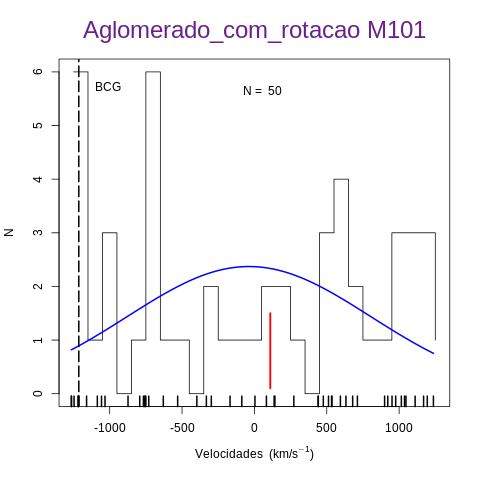 Aglomerado_com_rotacao M101
BCG
N = 50
6
5
4
3
2
1
0
N
-1000 -500 0 500 1000
Velocidades (km/s⁻¹)